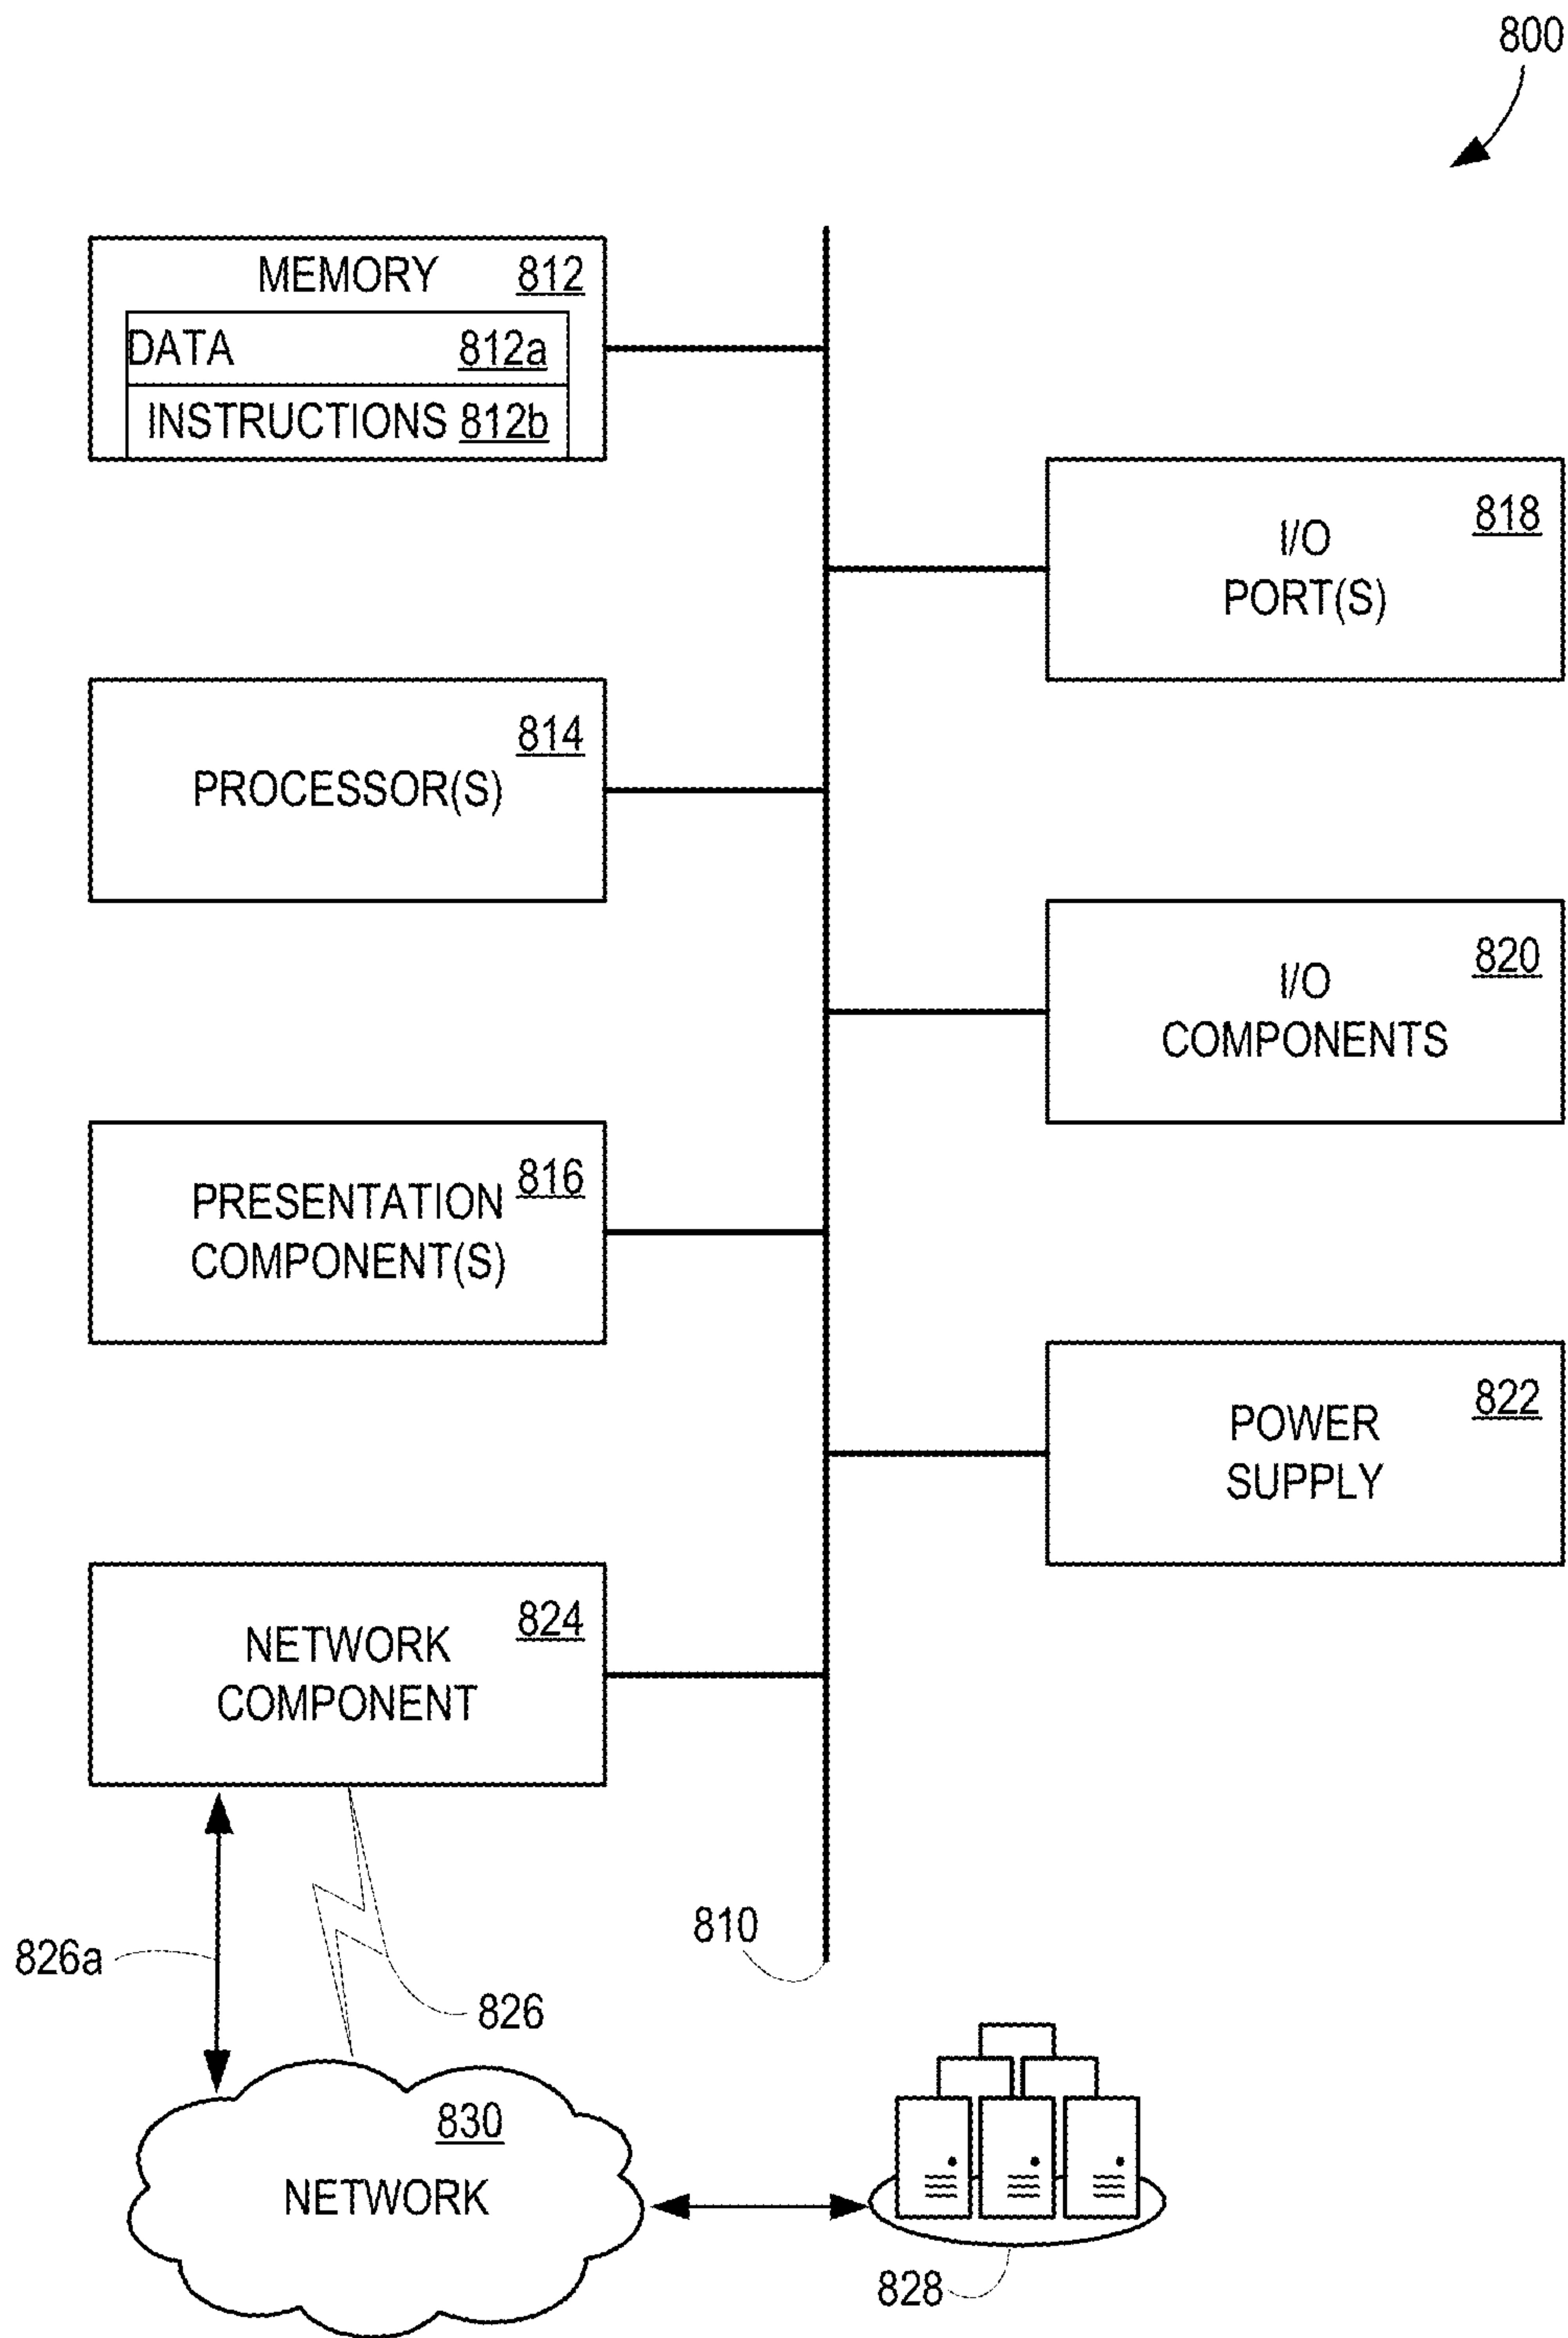 800
MEMORY 812
DATA 812a
INSTRUCTIONS 812b
818
I/O
PORT(S)
814
PROCESSOR(S)
820
I/O
COMPONENTS
816
PRESENTATION
COMPONENT(S)
822
POWER
SUPPLY
824
NETWORK
COMPONENT
810
826a
826
830
NETWORK
828